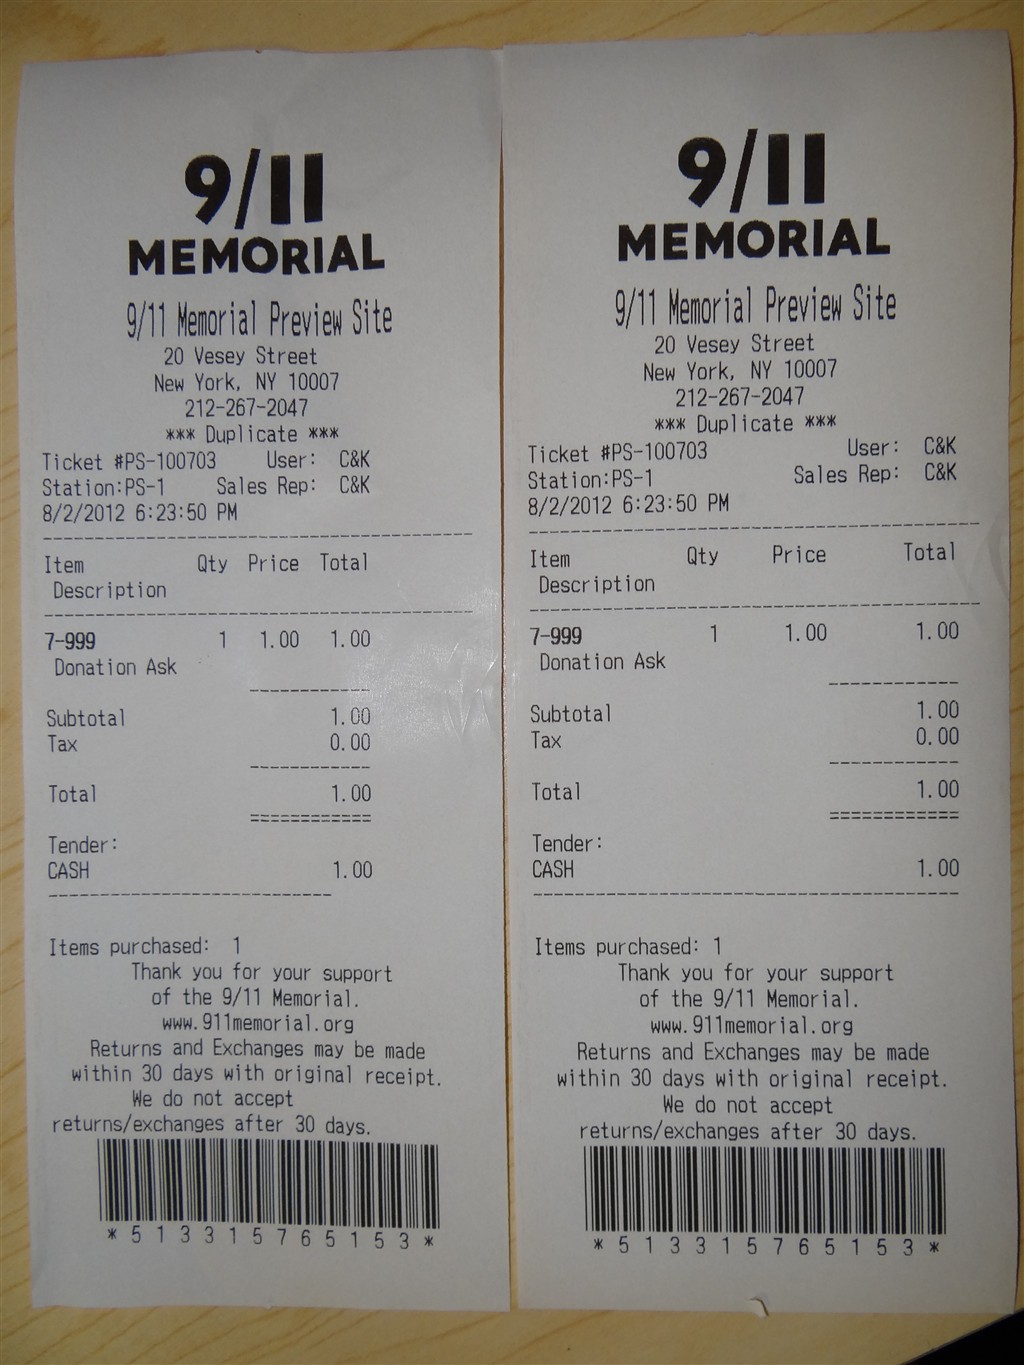 9/11
MEMORIAL
9/11 Memorial Preview Site
20 Vesey Street
New York, NY 10007
212-267-2047
*** Duplicate ***
Ticket #PS-100703 User: C&K
Station:PS-1 Sales Rep: C&K
8/2/2012 6:23:50 PM
Item Qty Price Total
Description
7-999 1 1.00 1.00
Donation Ask
Subtotal 1.00
Tax 0.00
Total 1.00
Tender:
CASH 1.00
Items purchased: 1
Thank you for your support
of the 9/11 Memorial.
www.911memorial.org
Returns and Exchanges may be made
within 30 days with original receipt.
We do not accept
returns/exchanges after 30 days.
*513315765153*
9/11
MEMORIAL
9/11 Memorial Preview Site
20 Vesey Street
New York, NY 10007
212-267-2047
*** Duplicate ***
Ticket #PS-100703 User: C&K
Station:PS-1 Sales Rep: C&K
8/2/2012 6:23:50 PM
Item Qty Price Total
Description
7-999 1 1.00 1.00
Donation Ask
Subtotal 1.00
Tax 0.00
Total 1.00
Tender:
CASH 1.00
Items purchased: 1
Thank you for your support
of the 9/11 Memorial.
www.911memorial.org
Returns and Exchanges may be made
within 30 days with original receipt.
We do not accept
returns/exchanges after 30 days.
*513315765153*